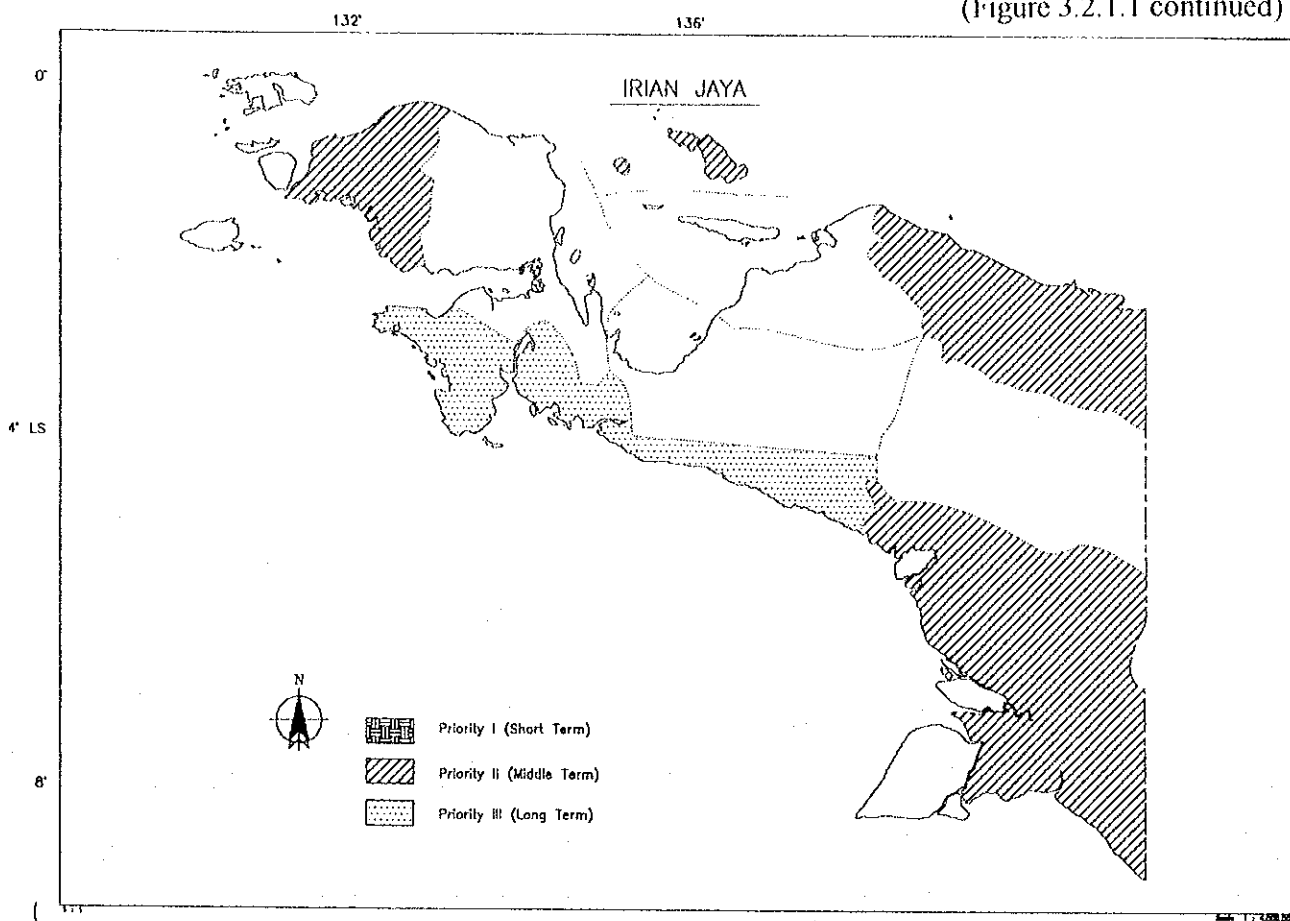 (Figure 3.2.1.1 continued)
132'
136'
0'
IRIAN JAYA
4' LS
N
Priority I (Short Term)
Priority II (Middle Term)
8'
Priority III (Long Term)
(